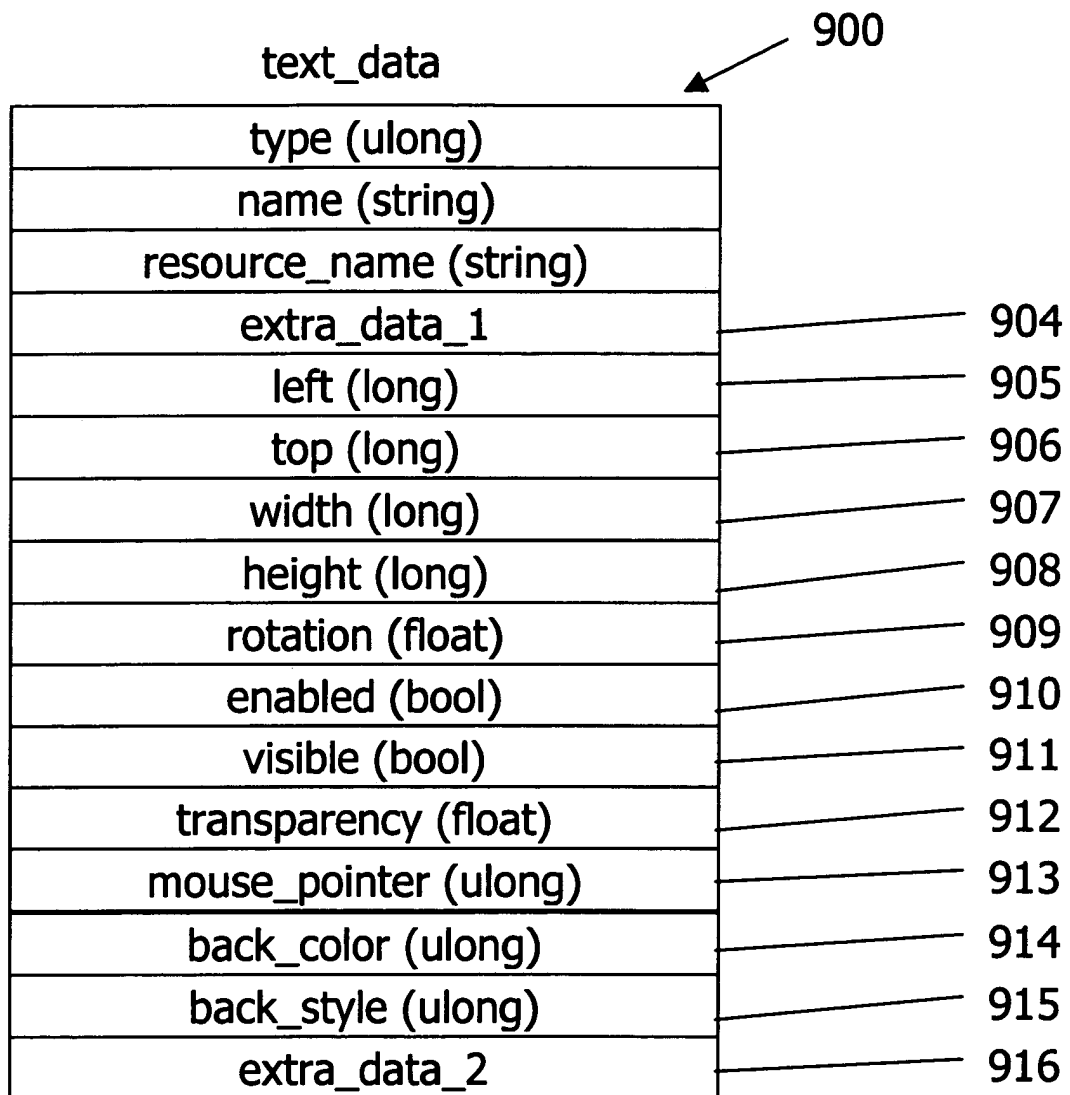 900
text_data
type (ulong)
name (string)
resource_name (string)
extra_data_1 904
left (long) 905
top (long) 906
width (long) 907
height (long) 908
rotation (float) 909
enabled (bool) 910
visible (bool) 911
transparency (float) 912
mouse_pointer (ulong) 913
back_color (ulong) 914
back_style (ulong) 915
extra_data_2 916